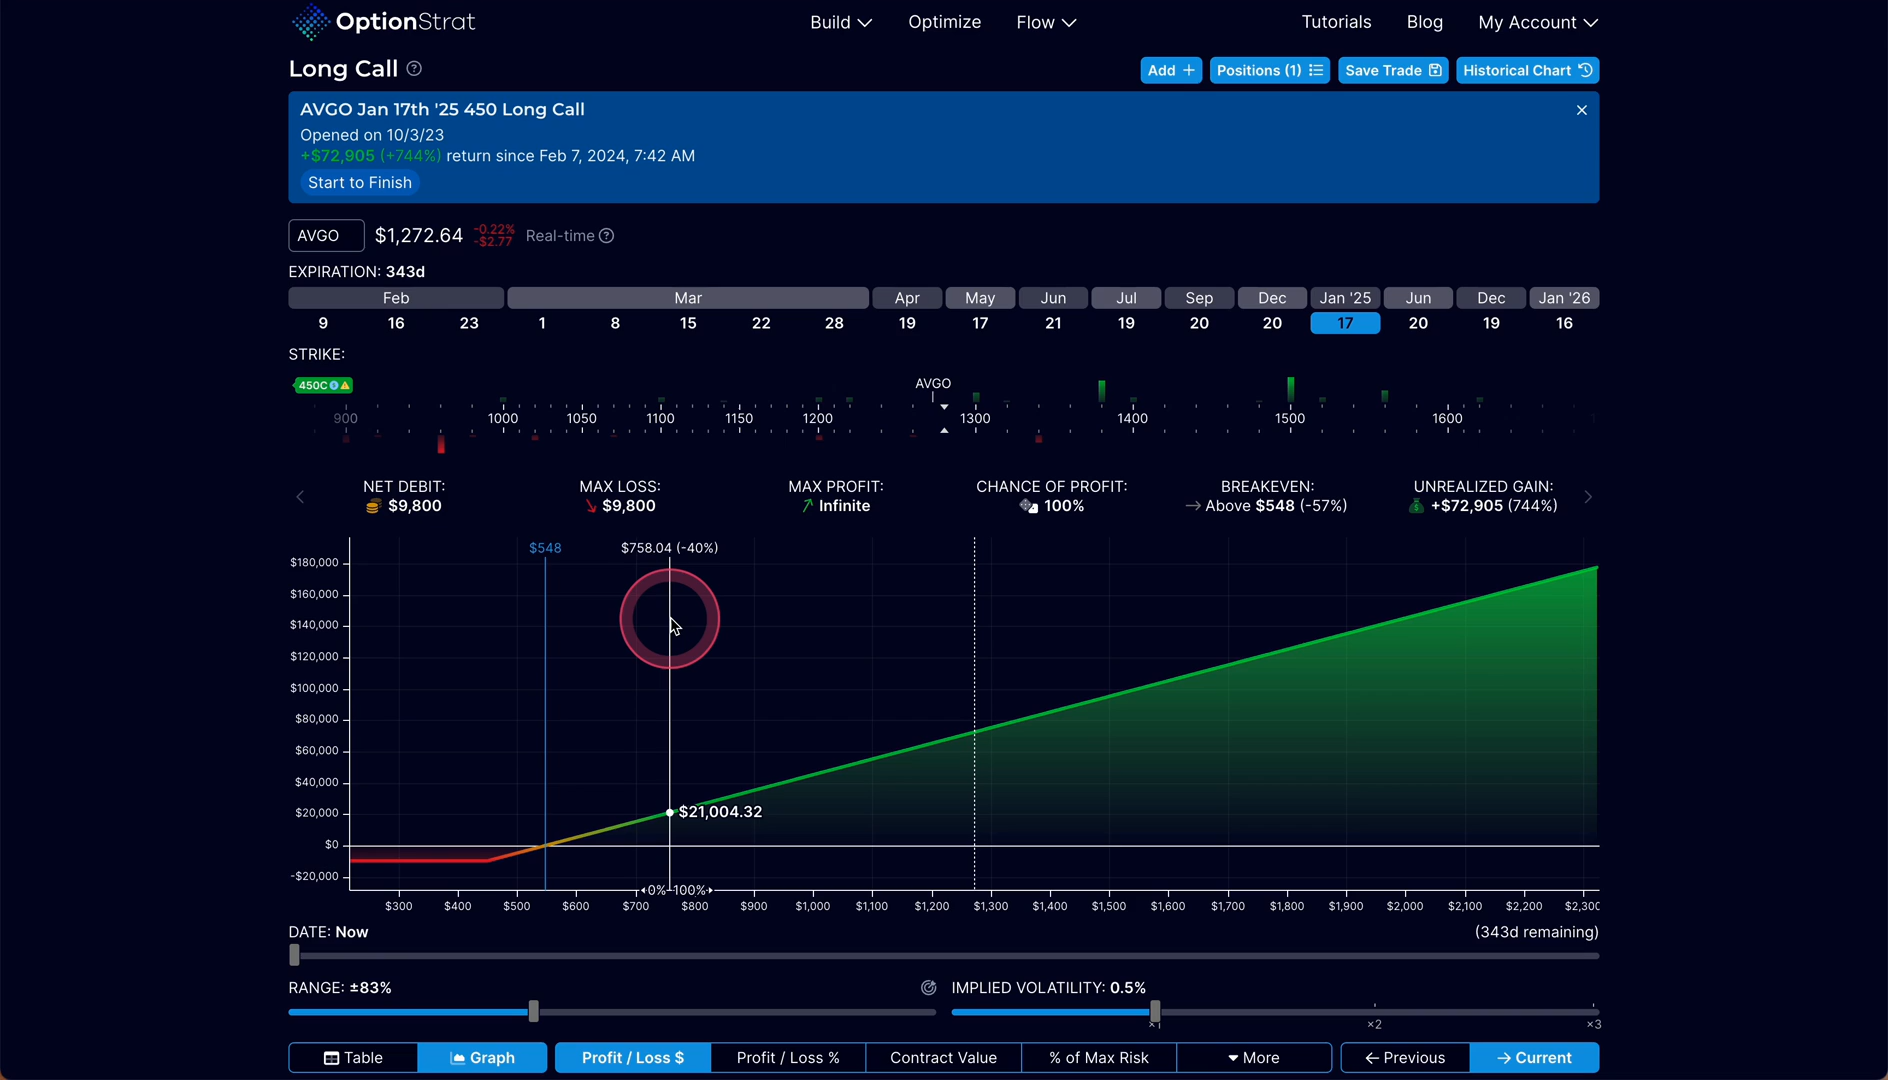 OptionStrat
Build
Optimize
Flow
Tutorials
Blog
My Account
Long Call ?
Add +
Positions (1)
Save Trade
Historical Chart
AVGO Jan 17th '25 450 Long Call
Opened on 10/3/23
+$72,905 (+744%) return since Feb 7, 2024, 7:42 AM
Start to Finish
AVGO
$1,272.64
-0.22%
-$2.77
Real-time ?
EXPIRATION: 343d
Feb Mar Apr May Jun Jul Sep Dec Jan '25 Jun Dec Jan '26
9 16 23 1 8 15 22 28 19 17 21 19 20 20 17 20 19 16
STRIKE:
450C
AVGO
900 1000 1050 1100 1150 1200 1300 1400 1500 1600
NET DEBIT: MAX LOSS: MAX PROFIT: CHANCE OF PROFIT: BREAKEVEN: UNREALIZED GAIN:
$9,800 $9,800 Infinite 100% Above $548 (-57%) +$72,905 (744%)
$548
$758.04 (-40%)
$180,000
$160,000
$140,000
$120,000
$100,000
$80,000
$60,000
$40,000
$20,000
$21,004.32
$0
-$20,000
0% 100%
$300 $400 $500 $600 $700 $800 $900 $1,000 $1,100 $1,200 $1,300 $1,400 $1,500 $1,600 $1,700 $1,800 $1,900 $2,000 $2,100 $2,200 $2,300
DATE: Now
(343d remaining)
RANGE: ±83%
IMPLIED VOLATILITY: 0.5%
×1 ×2 ×3
Table
Graph
Profit / Loss $
Profit / Loss %
Contract Value
% of Max Risk
More
Previous
Current